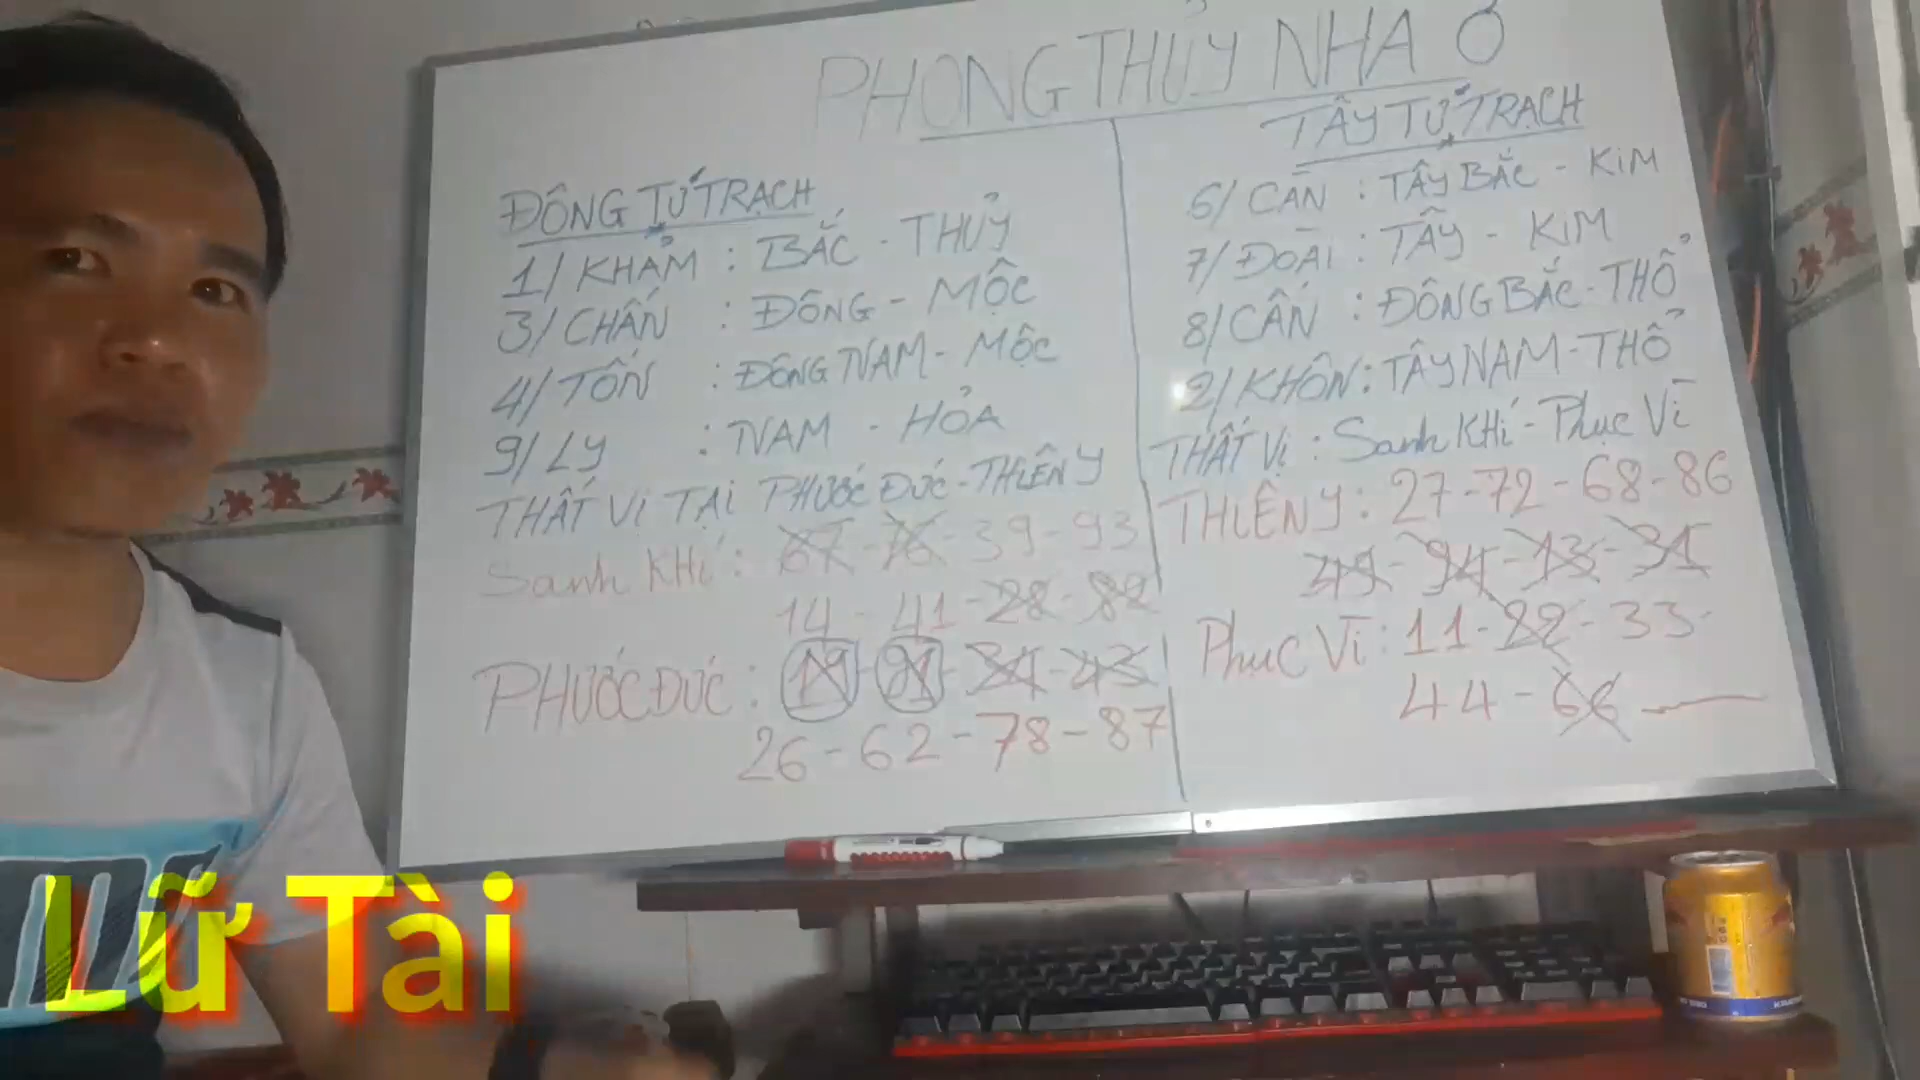 PHONG THỦY NHA Ở
ĐÔNG TỨ TRẠCH
1/ KHẢM : BẮC - THUỶ
3/ CHẤN : ĐÔNG - MỘC
4/ TỐN : ĐÔNG NAM - MỘC
9/ LY : NAM - HỎA
THẤT VỊ TẠI PHƯỚC ĐỨC - THIÊN Y
Sanh KHÍ : 67 - 76 - 39 - 93
14 - 41 - 28 - 82
PHƯỚC ĐỨC : 19 - 91 - 34 - 43
26 - 62 - 78 - 87
TÂY TỨ TRẠCH
6/ CÀN : TÂY BẮC - KIM
7/ ĐOÀI : TÂY - KIM
8/ CẤN : ĐÔNG BẮC - THỔ
2/ KHÔN : TÂY NAM - THỔ
THẤT VỊ : Sanh KHÍ - Phục Vì
THIÊN Y : 27 - 72 - 68 - 86
49 - 94 - 13 - 31
Phục Vì : 11 - 22 - 33 -
44 - 66
Lữ Tài